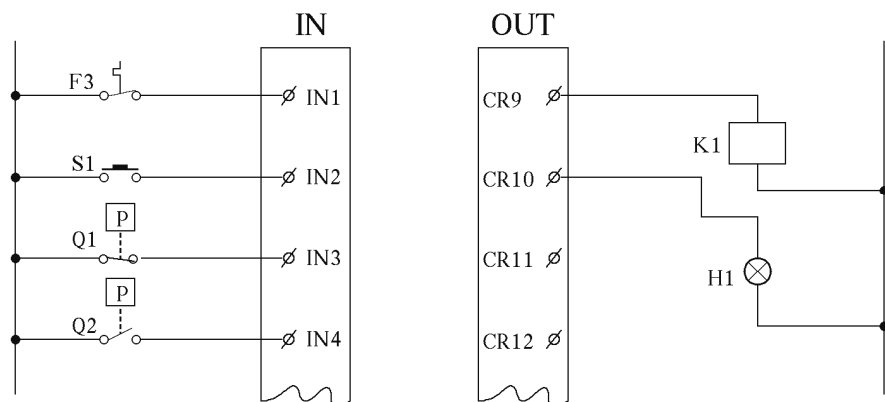 IN OUT
F3 IN1 CR9
K1
S1 IN2 CR10
P
Q1 IN3 CR11
H1
P
Q2 IN4 CR12